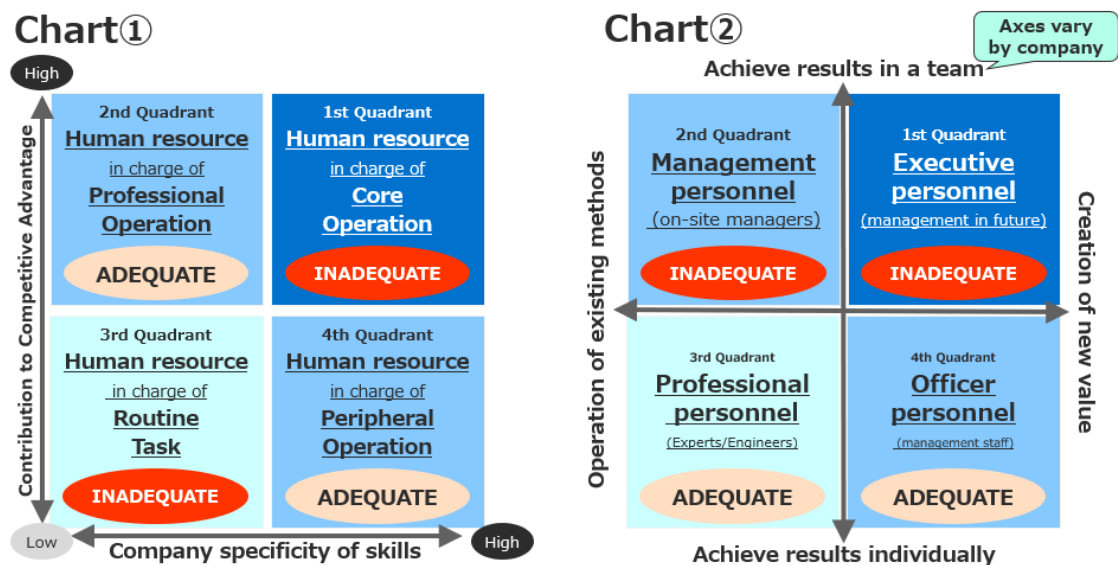 Chart①
High
Contribution to Competitive Advantage
2nd Quadrant
Human resource
in charge of
Professional
Operation
ADEQUATE
1st Quadrant
Human resource
in charge of
Core
Operation
INADEQUATE
3rd Quadrant
Human resource
in charge of
Routine
Task
INADEQUATE
4th Quadrant
Human resource
in charge of
Peripheral
Operation
ADEQUATE
Low
Company specificity of skills
High
Chart②
Axes vary
by company
Achieve results in a team
Operation of existing methods
2nd Quadrant
Management
personnel
(on-site managers)
INADEQUATE
1st Quadrant
Executive
personnel
(management in future)
INADEQUATE
Creation of new value
3rd Quadrant
Professional
personnel
(Experts/Engineers)
ADEQUATE
4th Quadrant
Officer
personnel
(management staff)
ADEQUATE
Achieve results individually